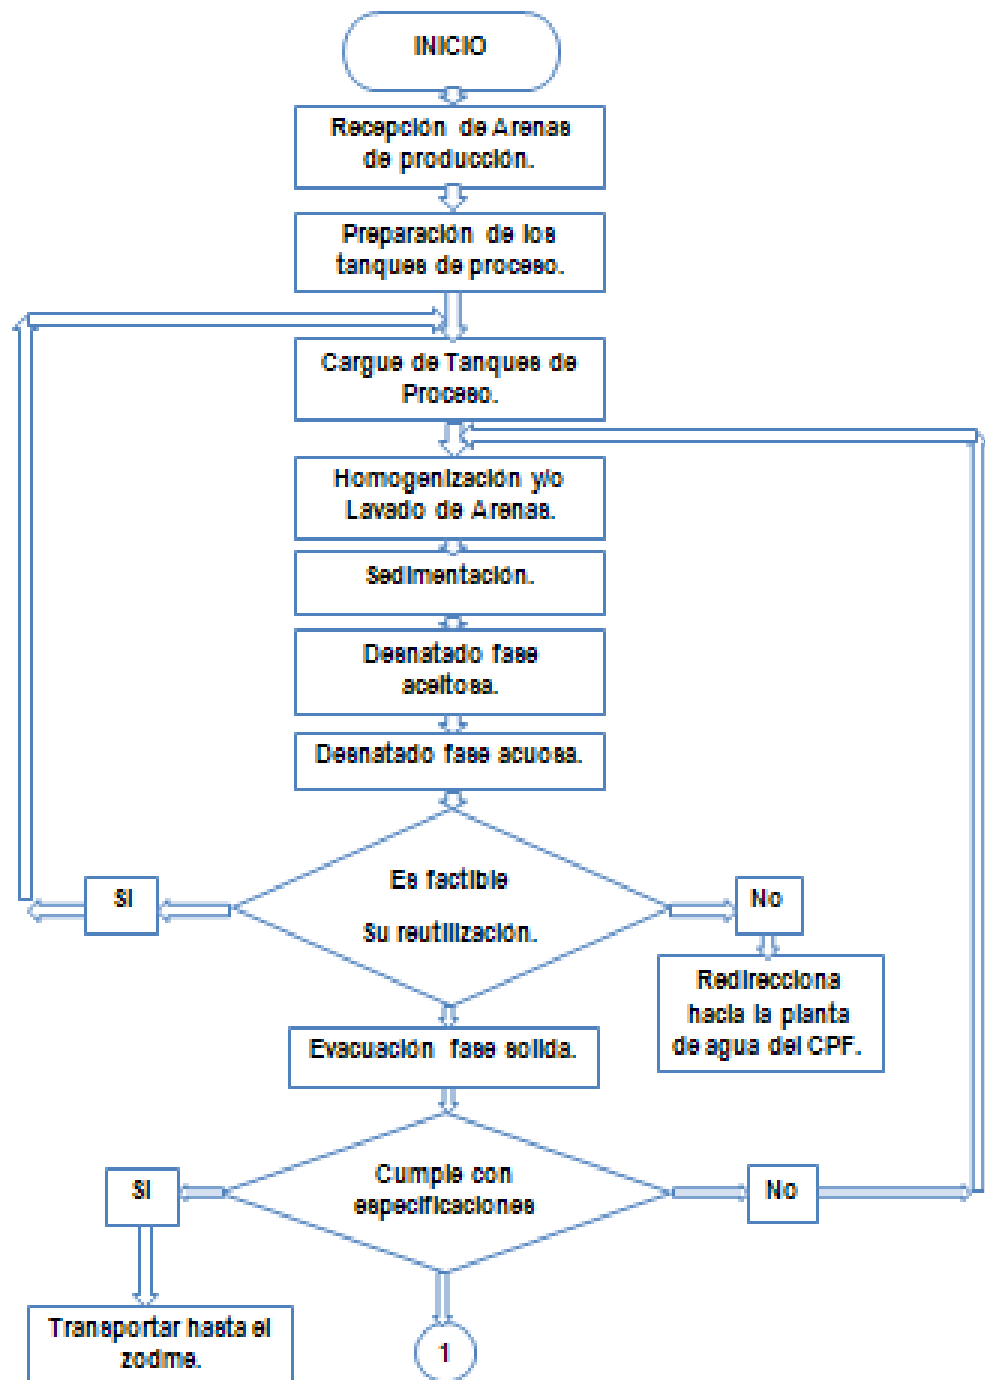 INICIO
Recepción de Arenas
de producción.
Preparación de los
tanques de proceso.
Cargue de Tanques de
Proceso.
Homogenización y/o
Lavado de Arenas.
Sedimentación.
Desnatado fase
aceitosa.
Desnatado fase acuosa.
Es factible
Su reutilización.
SI
No
Redirecciona
hacia la planta
de agua del CPF.
Evacuación fase solida.
Cumple con
especificaciones
SI
No
Transportar hasta el
zodme.
1